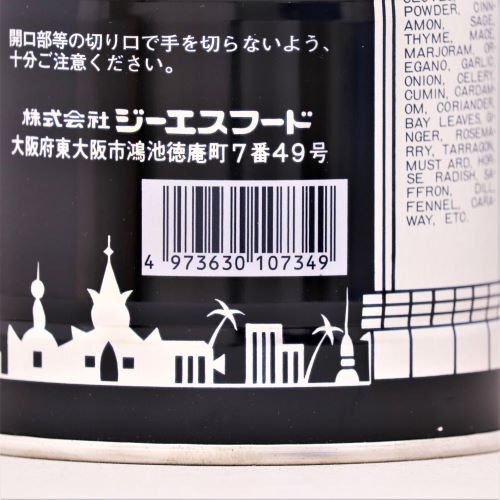 開口部等の切り口で手を切らないよう、
十分ご注意ください。
株式会社 ジーエスフード
大阪府東大阪市鴻池徳庵町7番49号
4 973630 107349
POWDER, CINN
AMON, SAGE
THYME, MACE,
MARJORAM, OR
EGANO, GARLIC,
ONION, CELERY
CUMIN, CARDAM
OM, CORIANDER
BAY LEAVES, GI
NGER, ROSEMA
RRY, TARRAGON,
MUSTARD, HOR
SE RADISH, SA
FFRON, DILL
FENNEL, CARA-
WAY, ETC.